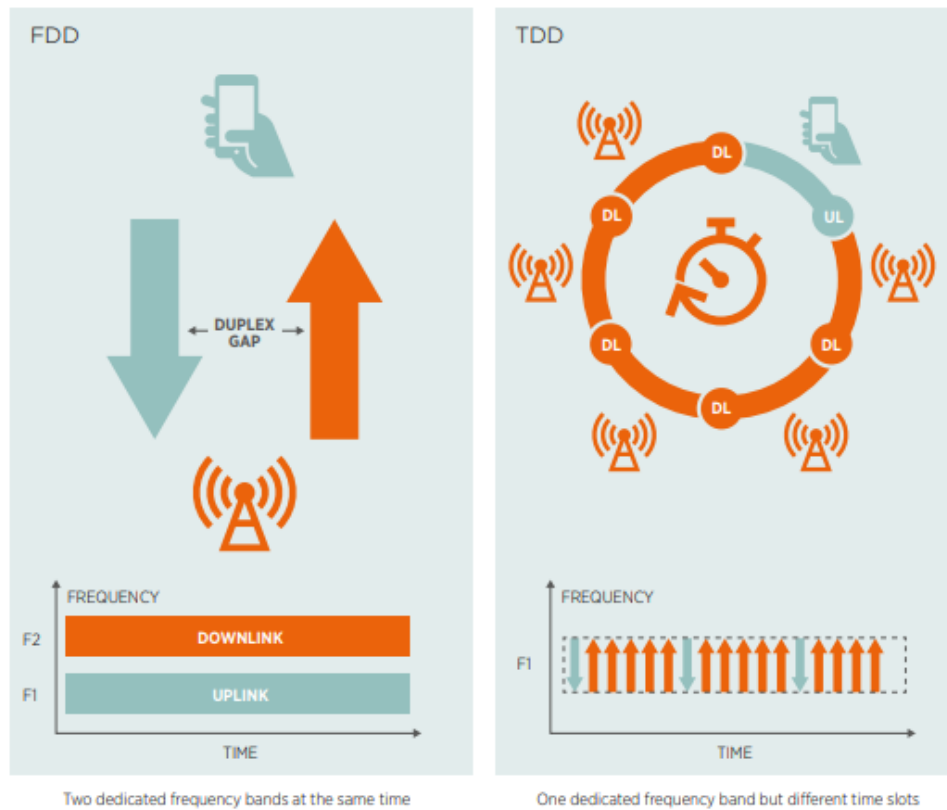 FDD
DUPLEX
GAP
FREQUENCY
F2
DOWNLINK
F1
UPLINK
TIME
Two dedicated frequency bands at the same time
TDD
DL
DL
UL
DL
DL
DL
FREQUENCY
F1
TIME
One dedicated frequency band but different time slots